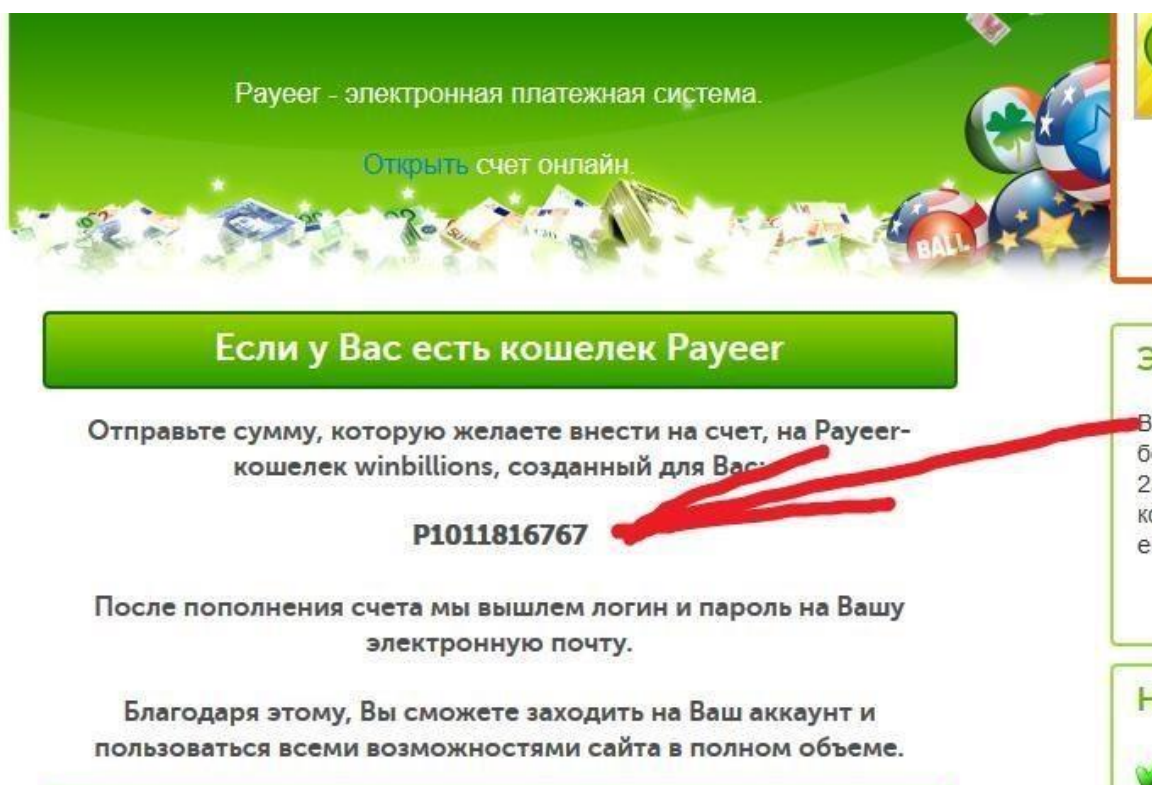 Payeer - электронная платежная система.
Открыть счет онлайн.
BALL
Если у Вас есть кошелек Payeer
Отправьте сумму, которую желаете внести на счет, на Payeer-
кошелек winbillions, созданный для Вас:
P1011816767
После пополнения счета мы вышлем логин и пароль на Вашу
электронную почту.
Благодаря этому, Вы сможете заходить на Ваш аккаунт и
пользоваться всеми возможностями сайта в полном объеме.